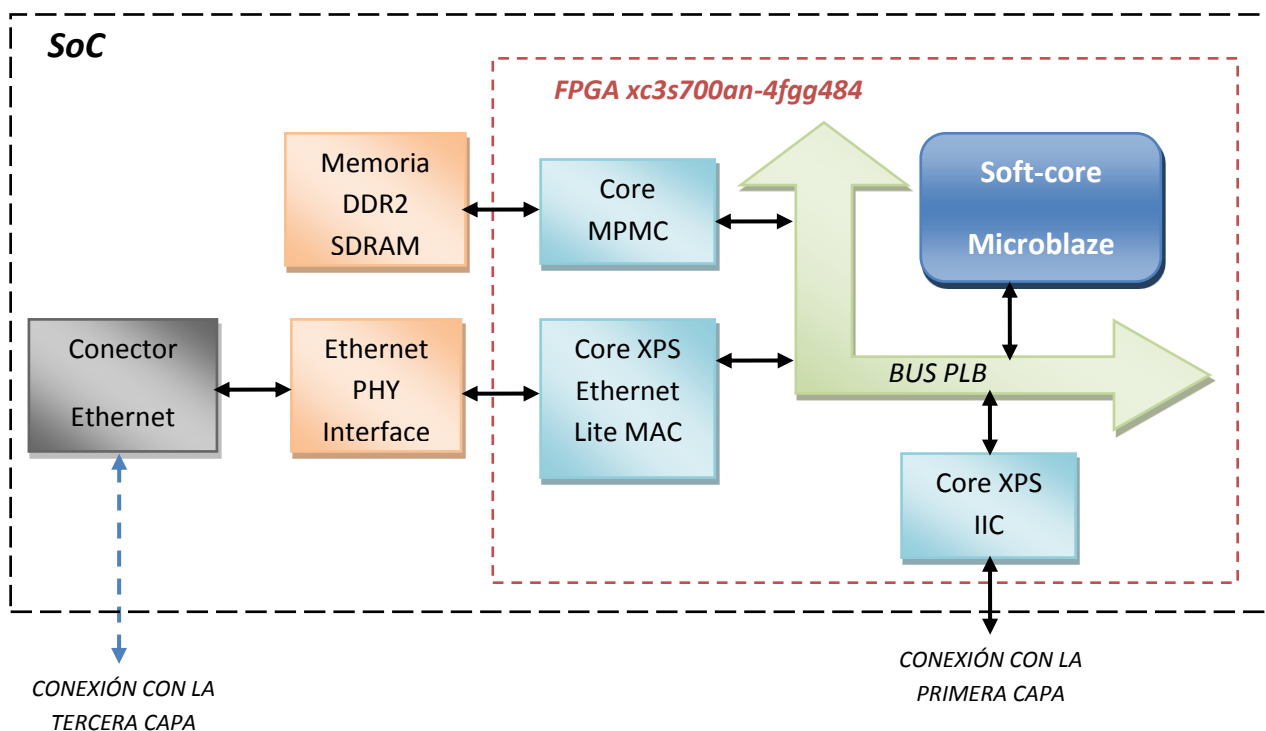 SoC
FPGA xc3s700an-4fgg484
Memoria
DDR2
SDRAM
Core
MPMC
Soft-core
Microblaze
Conector
Ethernet
Ethernet
PHY
Interface
Core XPS
Ethernet
Lite MAC
BUS PLB
Core XPS
IIC
CONEXIÓN CON LA
TERCERA CAPA
CONEXIÓN CON LA
PRIMERA CAPA